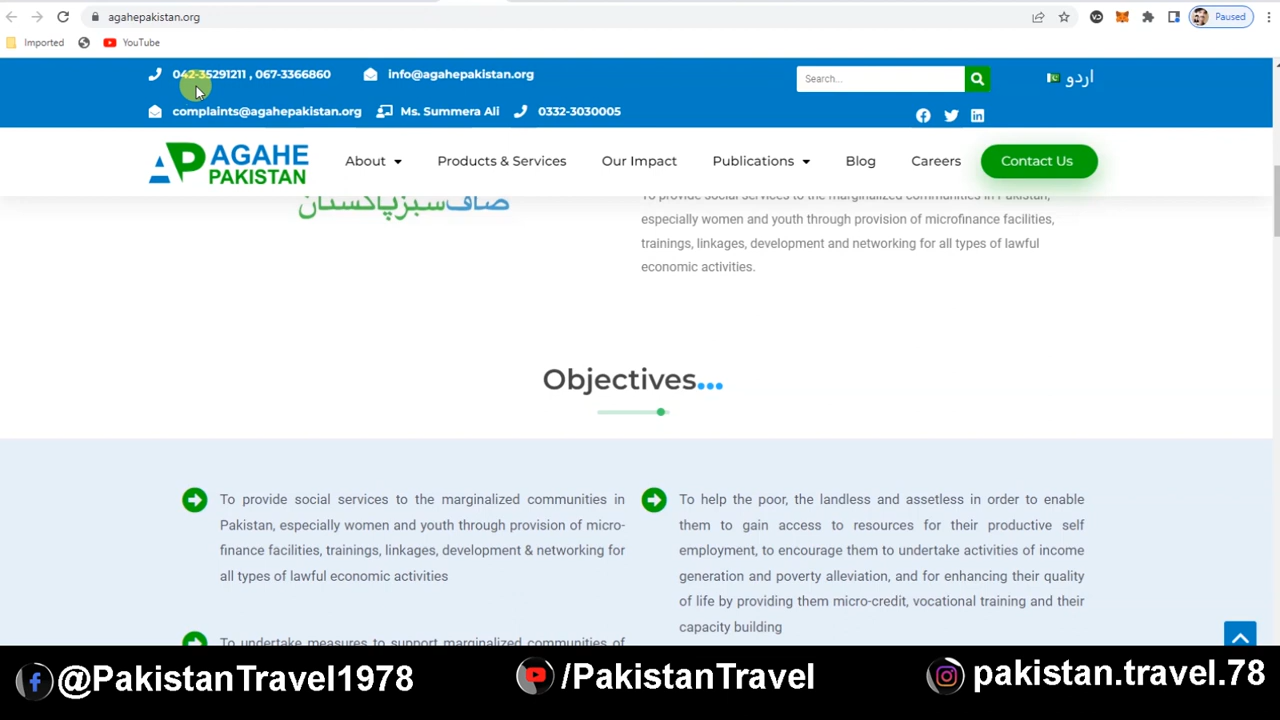 agahepakistan.org
Paused
Imported
YouTube
042-35291211 , 067-3366860
info@agahepakistan.org
Search...
اردو
complaints@agahepakistan.org
Ms. Summera Ali
0332-3030005
AGAHE
PAKISTAN
About
Products & Services
Our Impact
Publications
Blog
Careers
Contact Us
صاف سبز پاکستان
To provide social services to the marginalized communities in Pakistan,
especially women and youth through provision of microfinance facilities,
trainings, linkages, development and networking for all types of lawful
economic activities.
Objectives...
To provide social services to the marginalized communities in
Pakistan, especially women and youth through provision of micro-
finance facilities, trainings, linkages, development & networking for
all types of lawful economic activities
To undertake measures to support marginalized communities of
To help the poor, the landless and assetless in order to enable
them to gain access to resources for their productive self
employment, to encourage them to undertake activities of income
generation and poverty alleviation, and for enhancing their quality
of life by providing them micro-credit, vocational training and their
capacity building
@PakistanTravel1978
/PakistanTravel
pakistan.travel.78